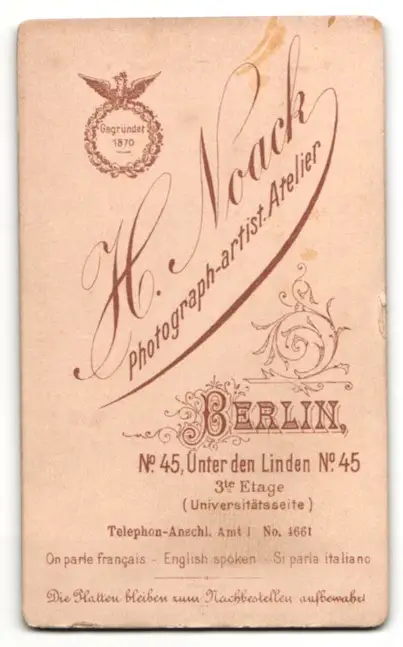 Gegründet
1870
H. Noack
Photograph-artist. Atelier
BERLIN,
No. 45, Unter den Linden No. 45
3te Etage
(Universitätsseite)
Telephon-Anschl. Amt I No. 4661
On parle français - English spoken - Si parla italiano
Die Platten bleiben zum Nachbestellen aufbewahrt